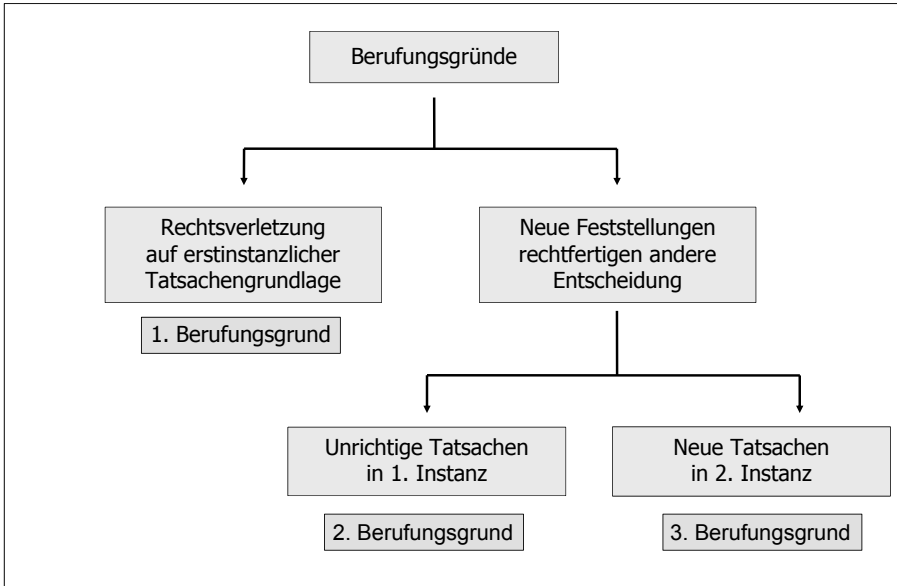 Berufungsgründe
Rechtsverletzung
auf erstinstanzlicher
Tatsachengrundlage
1. Berufungsgrund
Neue Feststellungen
rechtfertigen andere
Entscheidung
Unrichtige Tatsachen
in 1. Instanz
2. Berufungsgrund
Neue Tatsachen
in 2. Instanz
3. Berufungsgrund